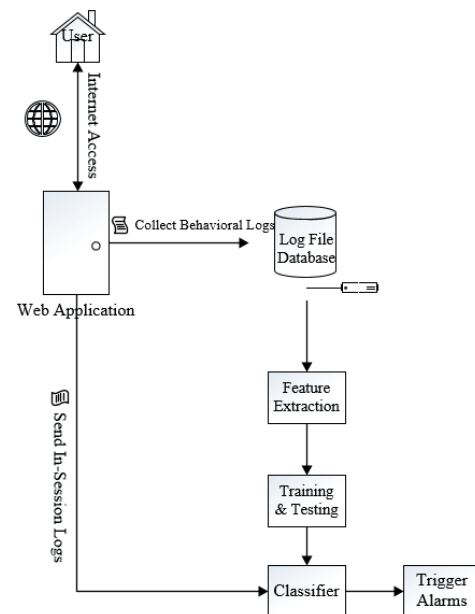 User
Internet Access
Collect Behavioral Logs
Log File
Database
Web Application
Feature
Extraction
Send In-Session Logs
Training
& Testing
Classifier
Trigger
Alarms